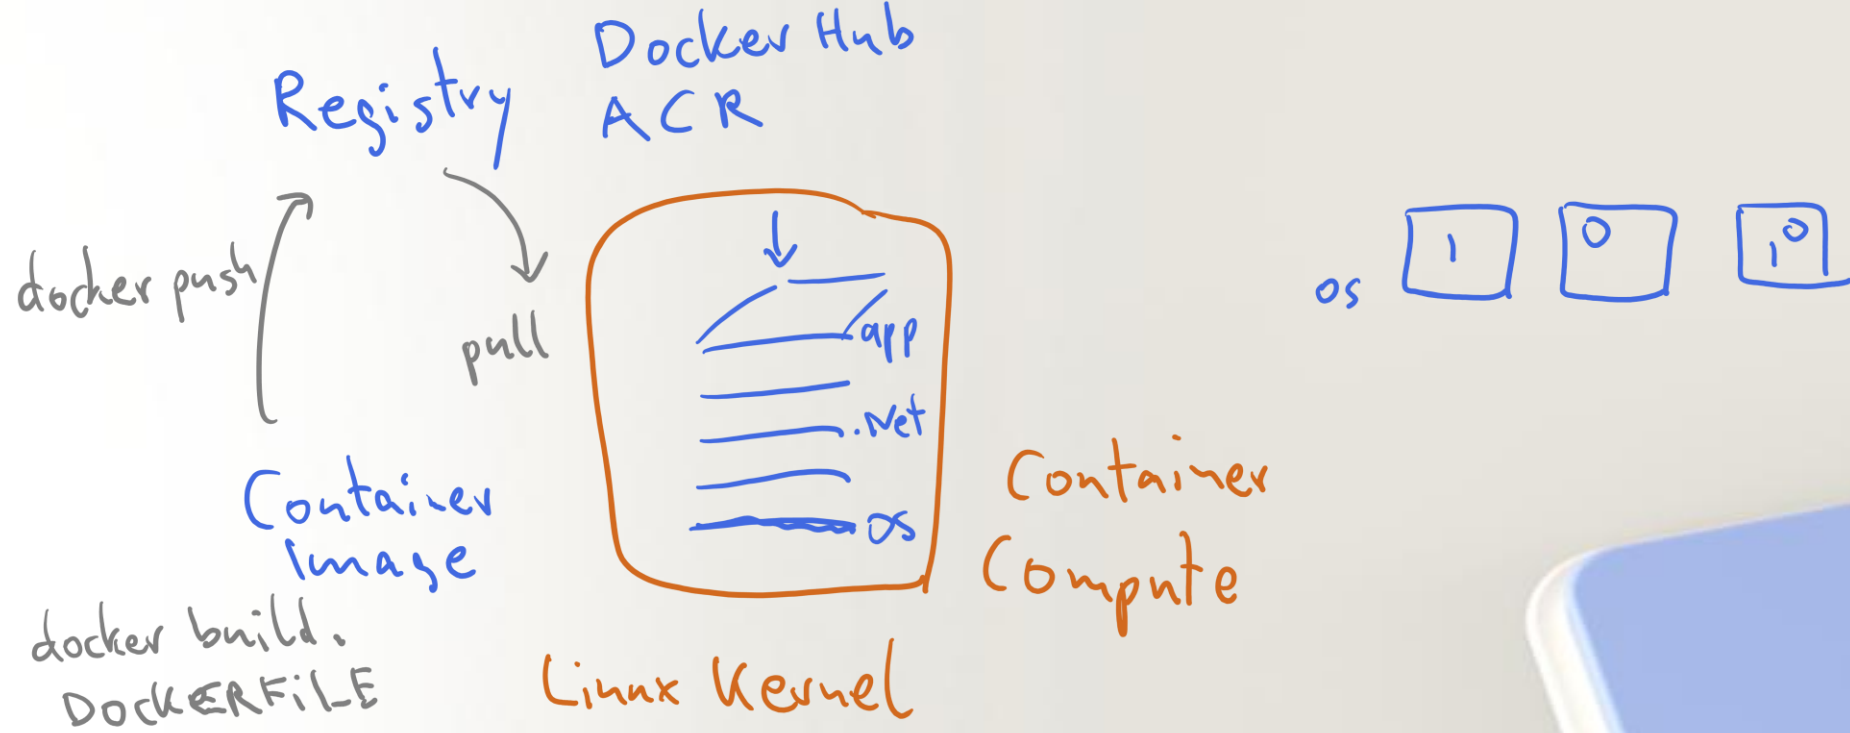 Docker Hub
Registry
ACR
docker push
pull
app
.Net
OS
Container
Image
Container
Compute
docker build .
DOCKERFiLE
Linux Kernel
os
1
0
1 0